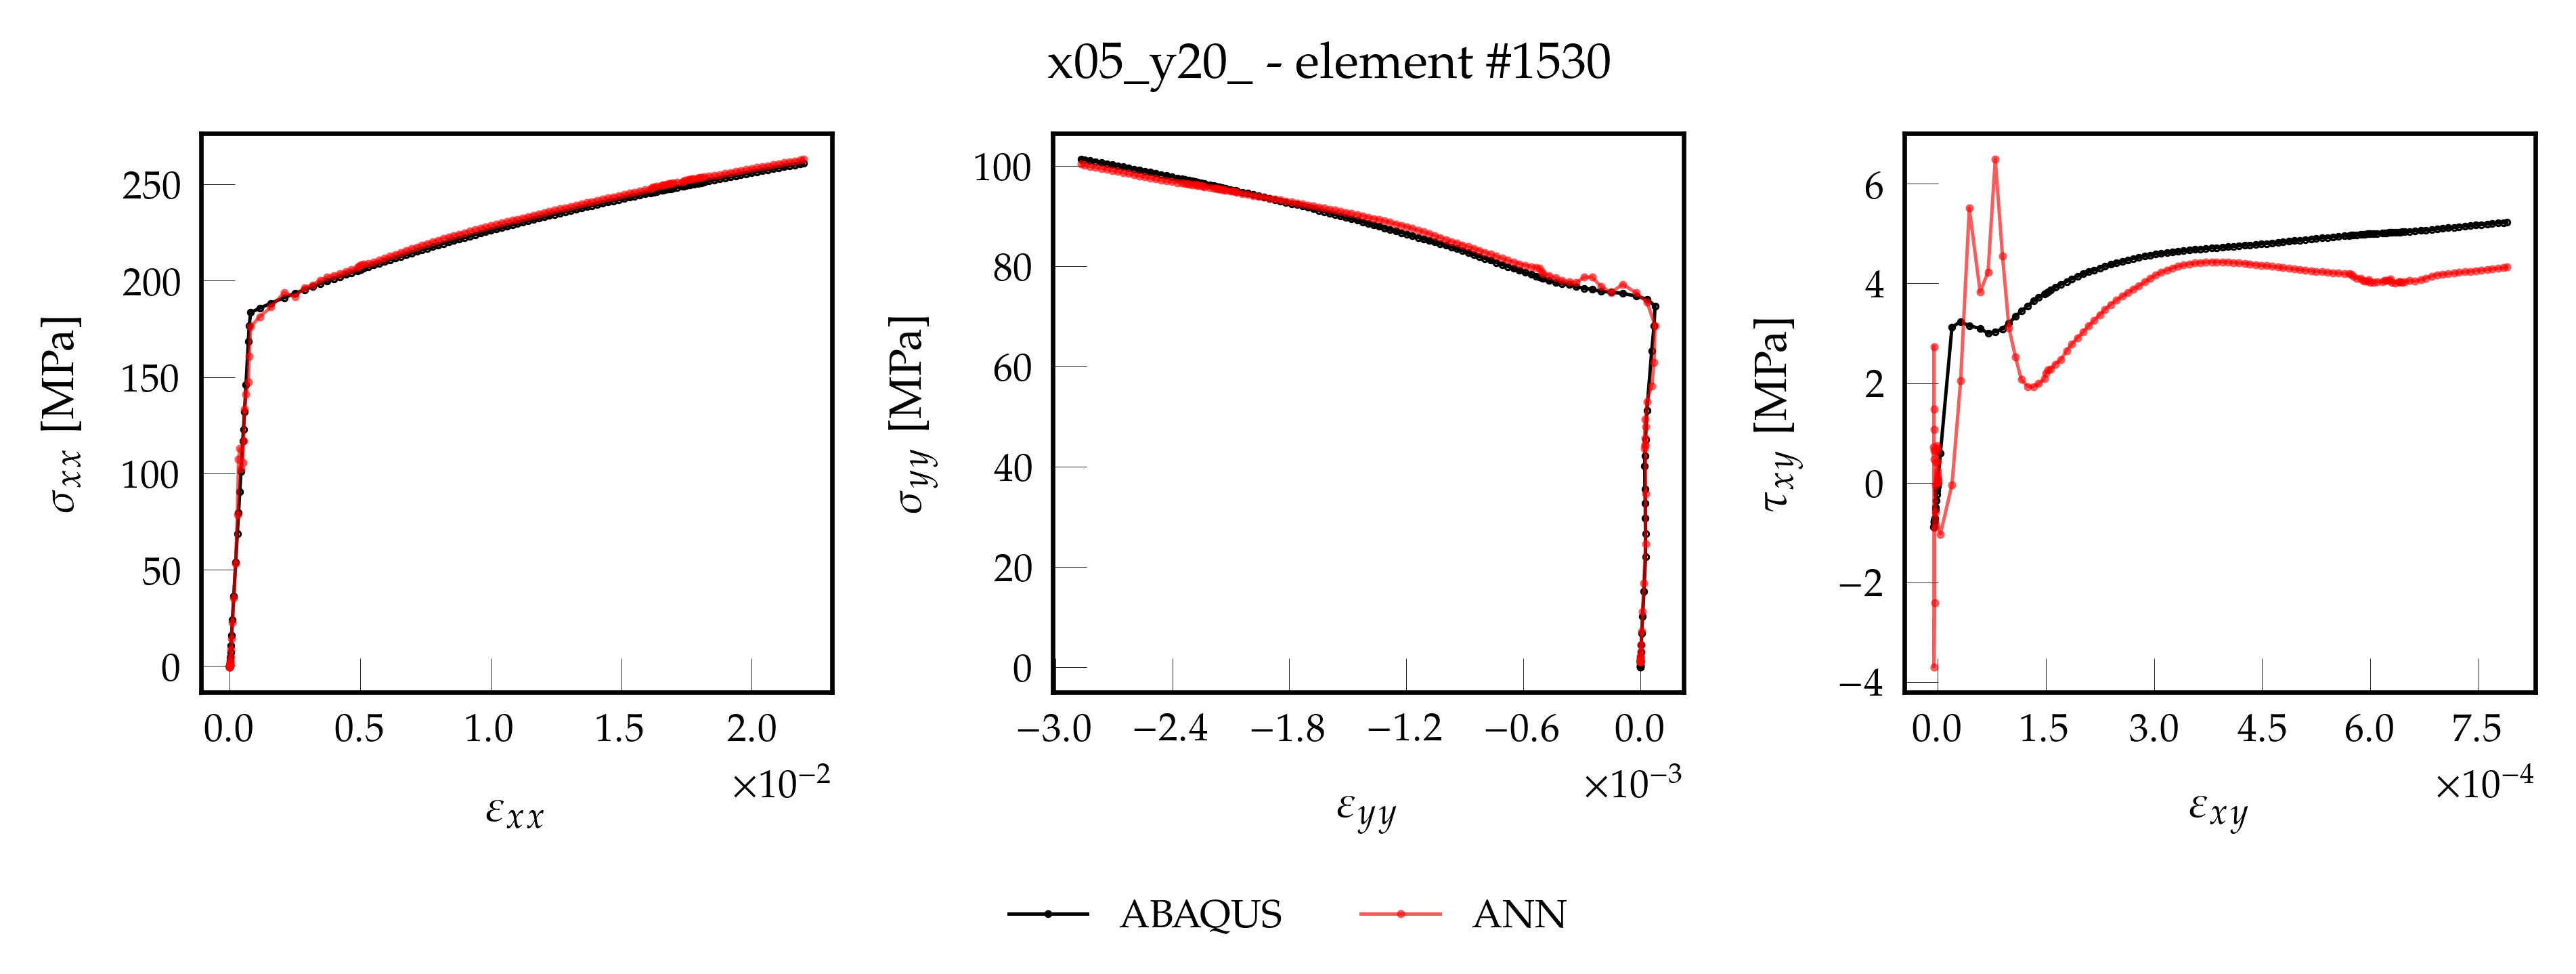 x05_y20_ - element #1530
σxx [MPa]
250
200
150
100
50
0
0.0 0.5 1.0 1.5 2.0
×10−2
εxx
σyy [MPa]
100
80
60
40
20
0
−3.0 −2.4 −1.8 −1.2 −0.6 0.0
×10−3
εyy
τxy [MPa]
6
4
2
0
−2
−4
0.0 1.5 3.0 4.5 6.0 7.5
×10−4
εxy
ABAQUS ANN